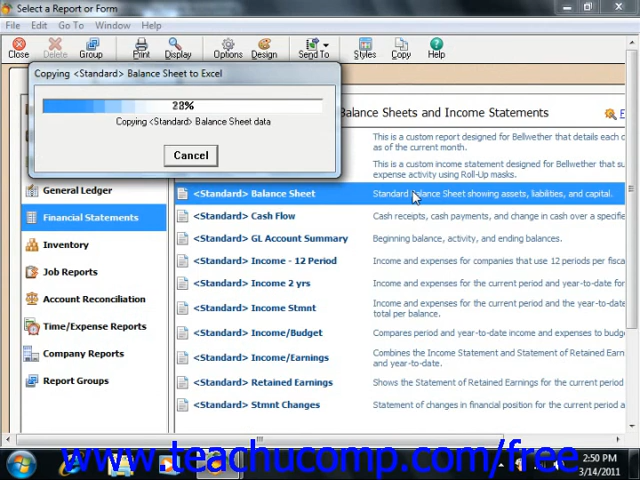 Select a Report or Form
File Edit Go To Window Help
Close Delete Group Print Display Options Design Send To Styles Copy Help
Copying <Standard> Balance Sheet to Excel
Copying <Standard> Balance Sheet data
Cancel
Balance Sheets and Income Statements
This is a custom report designed for Bellwether that details each
as of the current month.
This is a custom income statement designed for Bellwether that
expense activity using Roll-Up masks.
General Ledger
Financial Statements
Inventory
Job Reports
Account Reconciliation
Time/Expense Reports
Company Reports
Report Groups
<Standard> Balance Sheet Standard Balance Sheet showing assets, liabilities, and capital.
<Standard> Cash Flow Cash receipts, cash payments, and change in cash over a
<Standard> GL Account Summary Beginning balance, activity, and ending balances.
<Standard> Income - 12 Period Income and expenses for companies that use 12 periods per
<Standard> Income 2 yrs Income and expenses for the current period and year-to-date
<Standard> Income Stmnt Income and expenses for the current period and the
total per balance.
<Standard> Income/Budget Compares period and year-to-date income and expenses to
<Standard> Income/Earnings Combines the Income Statement and Statement of Retained
and year-to-date.
<Standard> Retained Earnings Shows the Statement of Retained Earnings for the current
<Standard> Stmnt Changes Statement of changes in financial position for the current
www.teachucomp.com/free
2:50 PM
3/14/2011